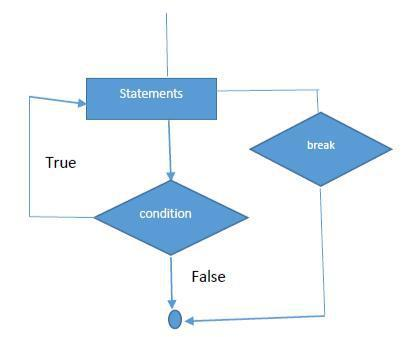 Statements
break
True
condition
False